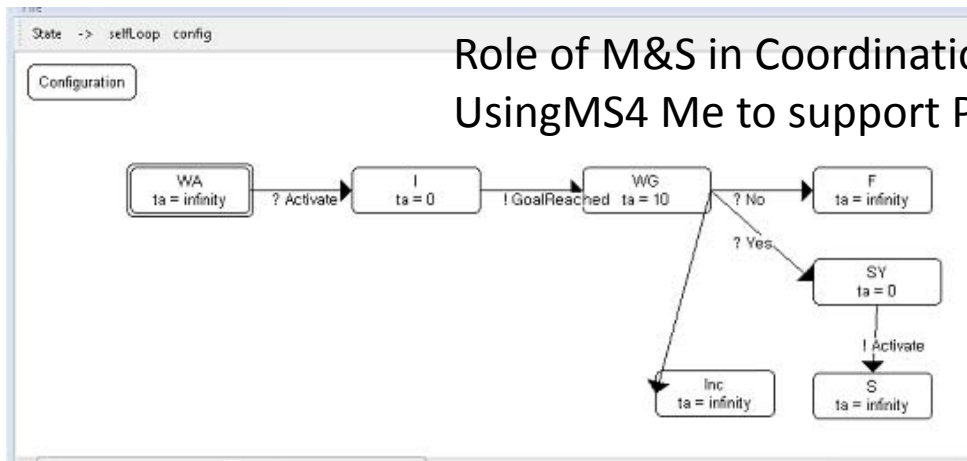 State -> selfLoop config
Role of M&S in
UsingMS4 Me to support
Configuration
WA
ta = infinity
? Activate
I
ta = 0
! GoalReached
WG
ta = 10
? No
F
ta = infinity
? Yes
SY
ta = 0
! Activate
Inc
ta = infinity
S
ta = infinity